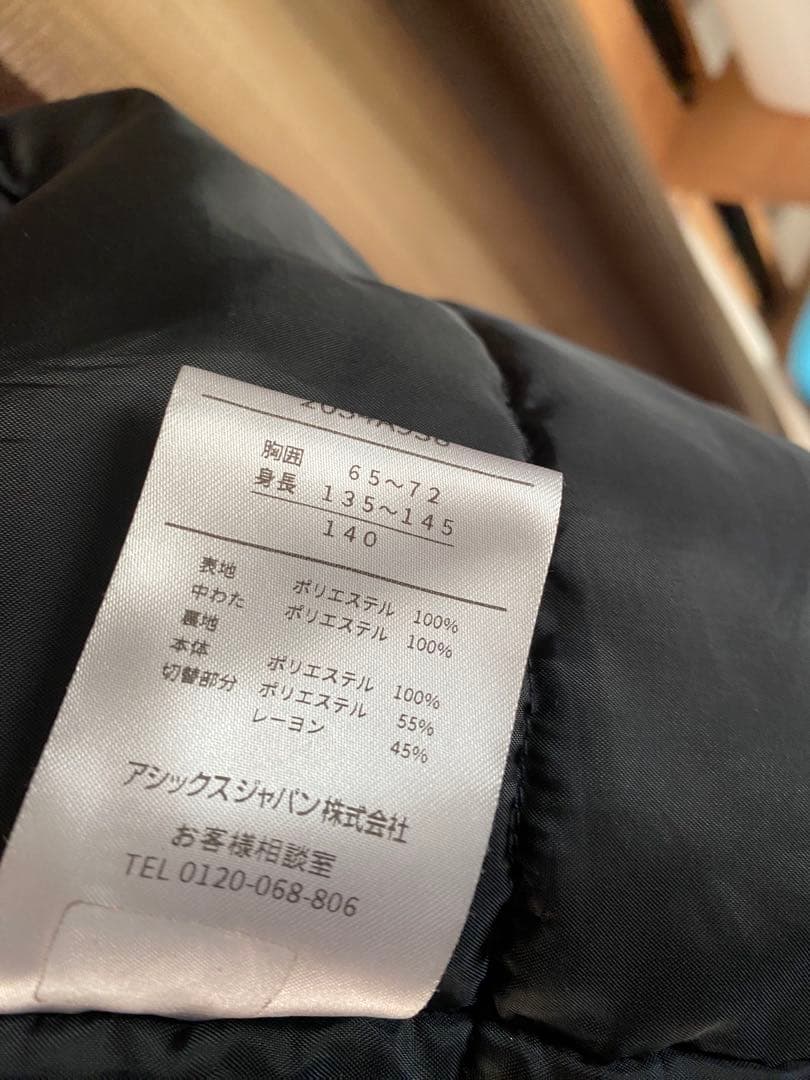 胸囲 65〜72
身長 135〜145
140
表地 ポリエステル 100%
中わた ポリエステル 100%
裏地
本体 ポリエステル 100%
切替部分 ポリエステル 55%
レーヨン 45%
アシックスジャパン株式会社
お客様相談室
TEL 0120-068-806